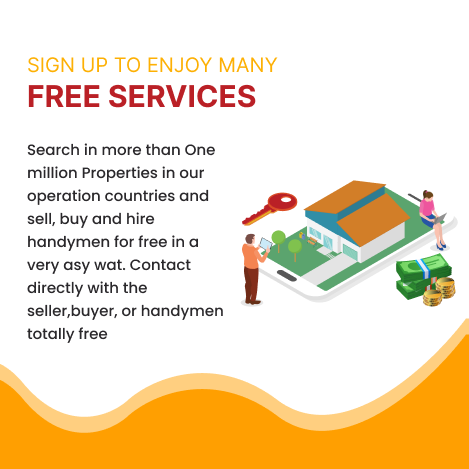 SIGN UP TO ENJOY MANY
FREE SERVICES
Search in more than One
million Properties in our
operation countries and
sell, buy and hire
handymen for free in a
very asy wat. Contact
directly with the
seller,buyer, or handymen
totally free